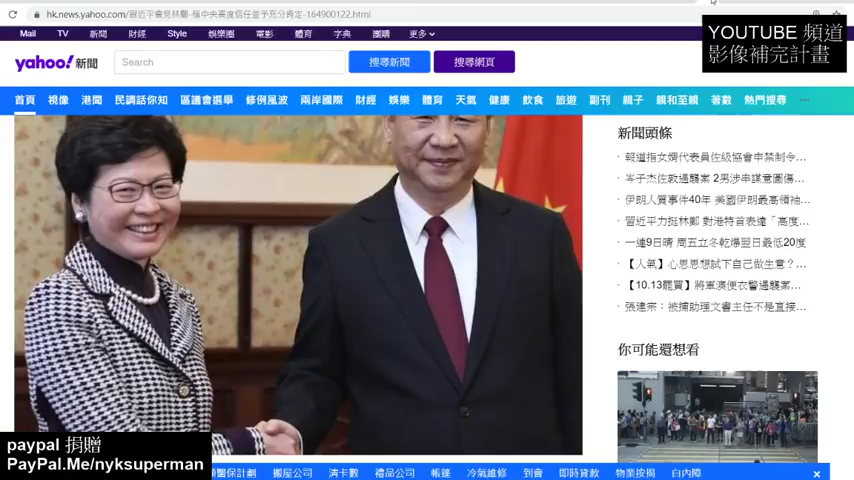 hk.news.yahoo.com/習近平會見林鄭-稱中央高度信任並予充分肯定-164900122.html
Mail TV 新聞 財經 Style 娛樂圈 電影 體育 字典 團購 更多
YOUTUBE 頻道
影像補完計畫
yahoo!新聞 Search 搜尋新聞 搜尋網頁
首頁 視像 港聞 民調話你知 區議會選舉 修例風波 兩岸國際 財經 娛樂 體育 天氣 健康 飲食 旅遊 副刊 親子 親和至親 著數 熱門搜尋 ...
新聞頭條
報道指女婿代表員佐級協會申禁制令...
岑子杰佐敦遇襲案 2男涉串謀意圖傷...
伊朗人質事件40年 美國伊朗最高領袖...
習近平力挺林鄭 對港特首表達「高度...
一連9日晴 周五立冬乾爆翌日最低20度
【人氣】心思思想試下自己做生意？...
【10.13罷買】將軍澳便衣警遇襲案...
張建宗：被捕助理文書主任不是直接...
你可能還想看
paypal 捐贈
PayPal.Me/nyksuperman
醫保計劃 搬屋公司 清卡數 禮品公司 帳篷 冷氣維修 到會 即時貸款 物業按揭 白內障